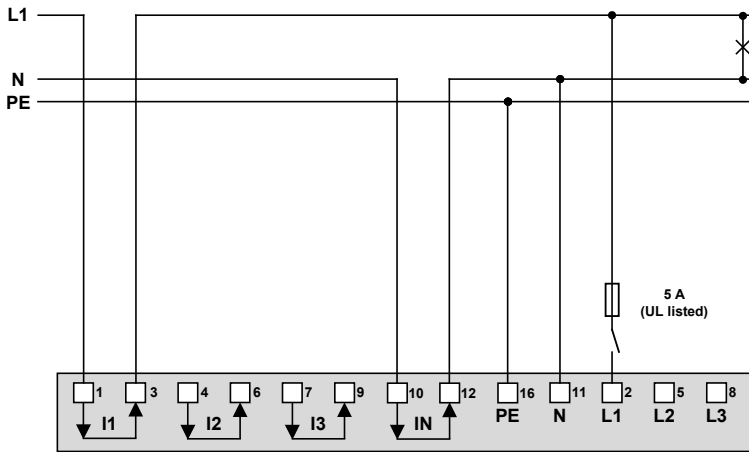 L1
N
PE
5 A
(UL listed)
1 3 4 6 7 9 10 12 16 11 2 5 8
I1 I2 I3 IN PE N L1 L2 L3